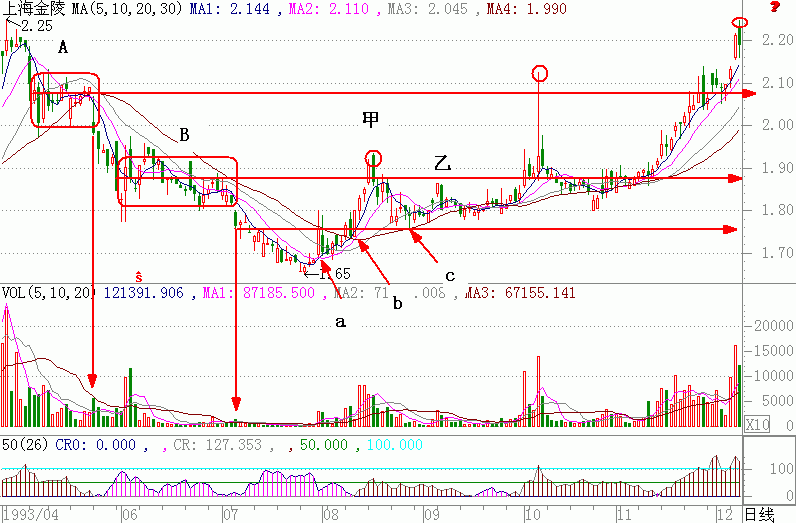 上海金陵 MA(5,10,20,30) MA1: 2.144 , MA2: 2.110 , MA3: 2.045 , MA4: 1.990 ?
2.25
A
2.20
2.10
B
甲
乙
2.00
1.90
1.80
1.70
1.65
ŝ
a
b
c
VOL(5,10,20) 121391.906 , MA1: 87185.500 , MA2: 71 .008 , MA3: 67155.141
20000
15000
10000
5000
0
X10
50(26) CR0: 0.000 , , CR: 127.353 , , 50.000 , 100.000
100
0
1993/04 06 07 08 09 10 11 12 日线